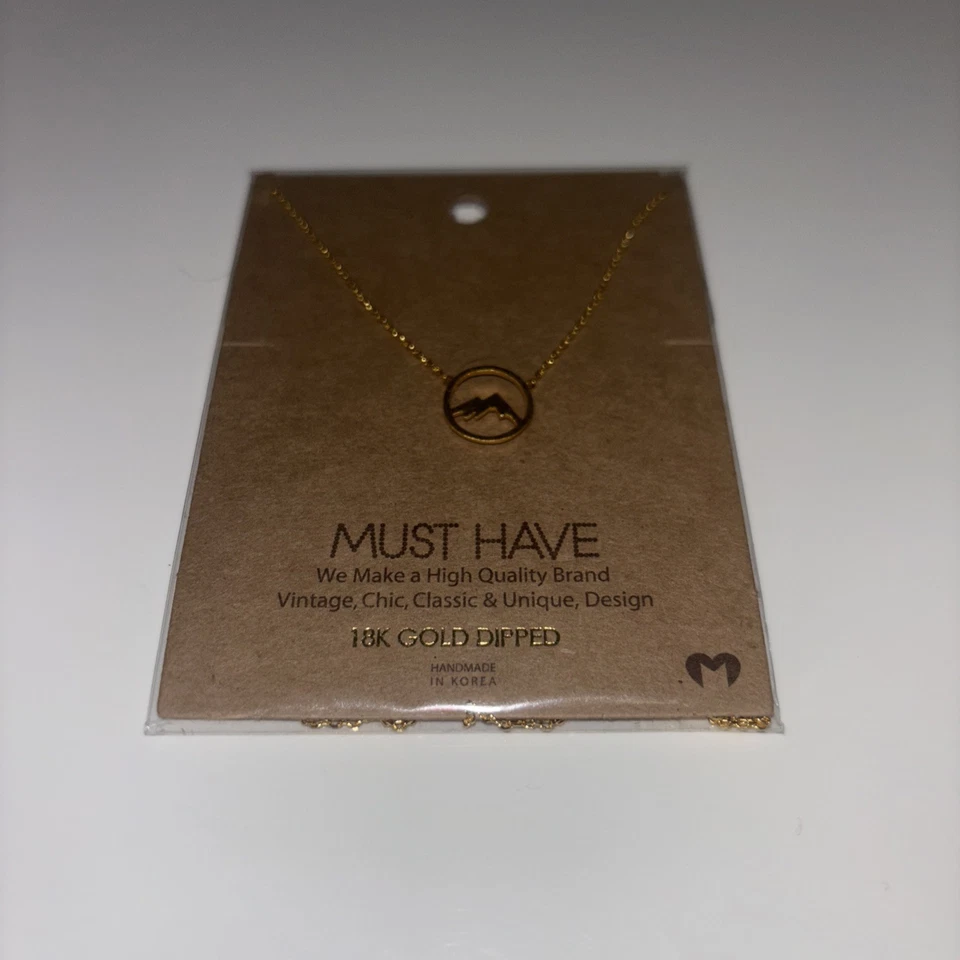 MUST HAVE
We Make a High Quality Brand
Vintage, Chic, Classic & Unique, Design
18K GOLD DIPPED
HANDMADE
IN KOREA
M